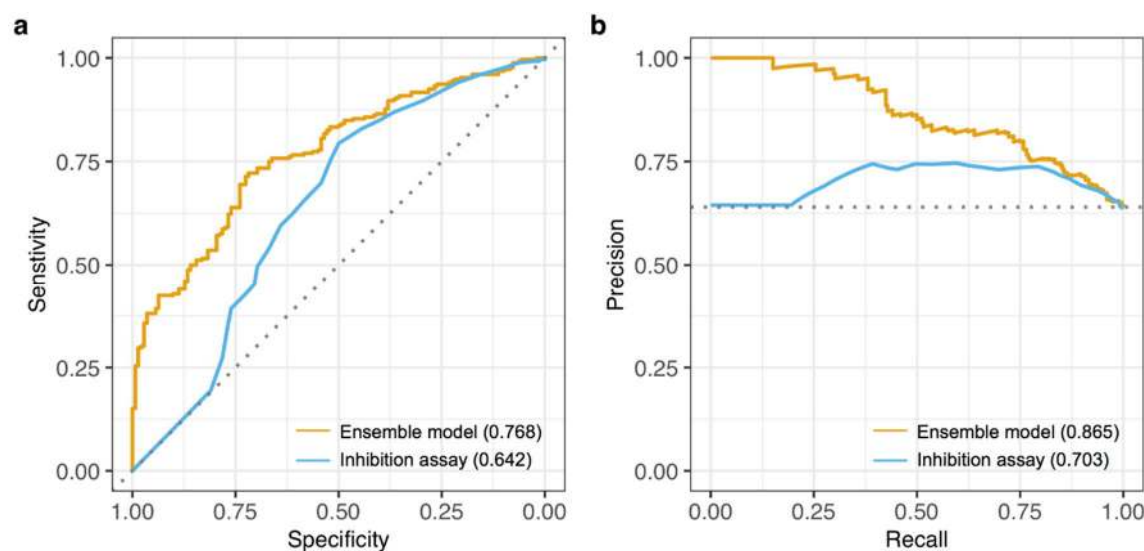 a
1.00
0.75
0.50
0.25
0.00
Senstivity
Ensemble model (0.768)
Inhibition assay (0.642)
1.00 0.75 0.50 0.25 0.00
Specificity
b
1.00
0.75
0.50
0.25
0.00
Precision
Ensemble model (0.865)
Inhibition assay (0.703)
0.00 0.25 0.50 0.75 1.00
Recall